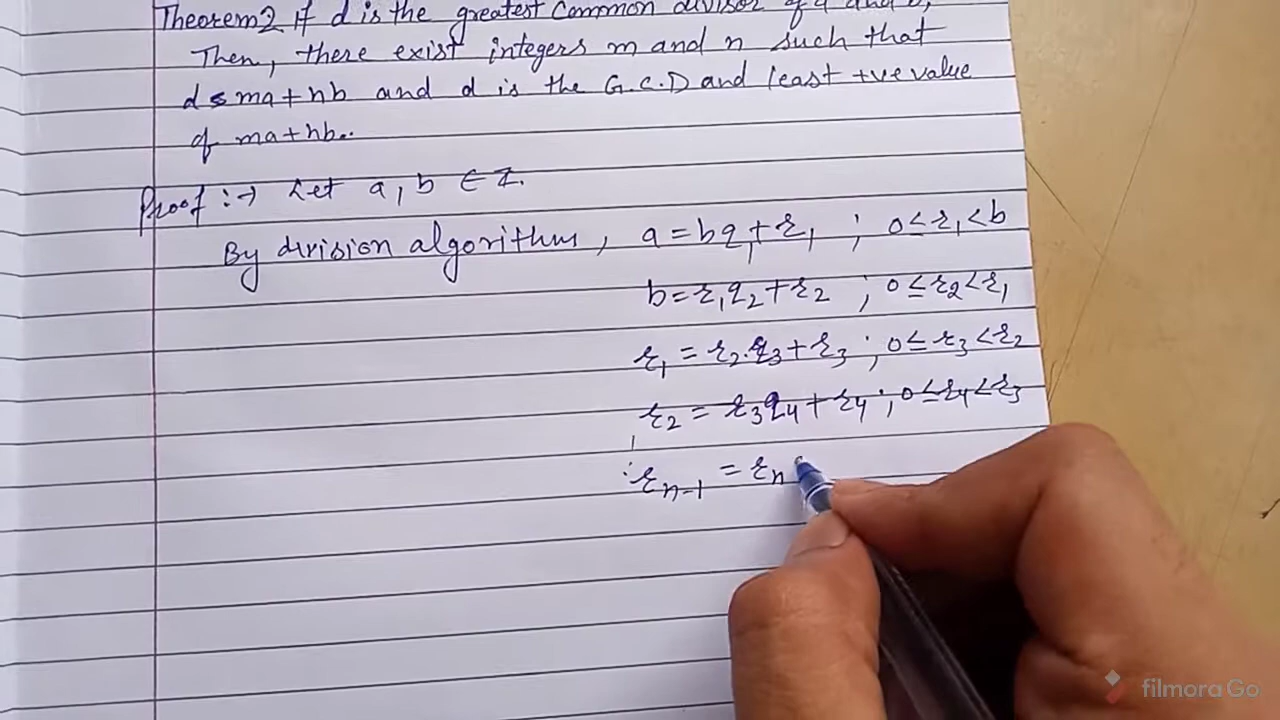 Theorem 2 If d is the greatest common divisor of a and b,
Then, there exist integers m and n such that
d = ma + nb and d is the G.C.D and least +ve value
of ma + nb..
Proof :→ Let a, b ∈ Z.
By division algorithm, a = bq₁ + r₁ ; 0 ≤ r₁ < b
b = r₁q₂ + r₂ ; 0 ≤ r₂ < r₁
r₁ = r₂.q₃ + r₃ ; 0 ≤ r₃ < r₂
r₂ = r₃q₄ + r₄ ; 0 ≤ r₄ < r₃
rₙ₋₁ = rₙ
filmora Go